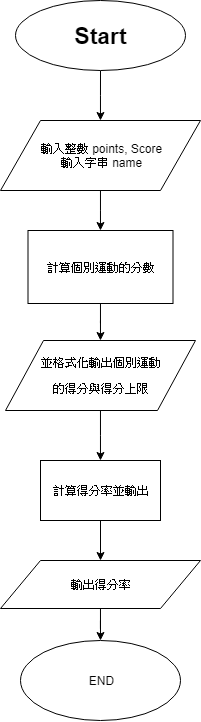 Start
輸入整數 points, Score
輸入字串 name
計算個別運動的分數
並格式化輸出個別運動
的得分與得分上限
計算得分率並輸出
輸出得分率
END